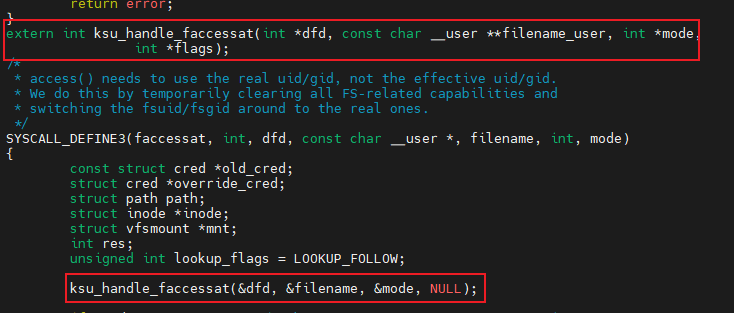 return error;
}
extern int ksu_handle_faccessat(int *dfd, const char __user **filename_user, int *mode,
int *flags);
/*
* access() needs to use the real uid/gid, not the effective uid/gid.
* We do this by temporarily clearing all FS-related capabilities and
* switching the fsuid/fsgid around to the real ones.
*/
SYSCALL_DEFINE3(faccessat, int, dfd, const char __user *, filename, int, mode)
{
const struct cred *old_cred;
struct cred *override_cred;
struct path path;
struct inode *inode;
struct vfsmount *mnt;
int res;
unsigned int lookup_flags = LOOKUP_FOLLOW;
ksu_handle_faccessat(&dfd, &filename, &mode, NULL);